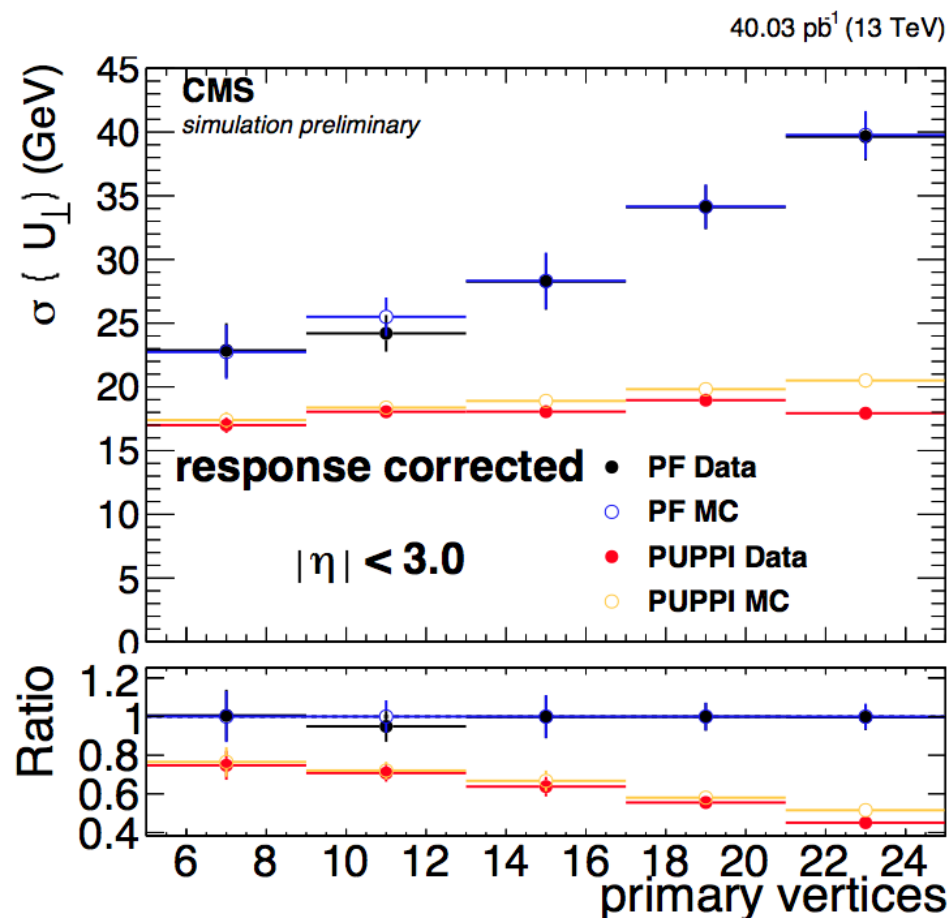 40.03 pb-1 (13 TeV)
CMS
simulation preliminary
σ ( U⊥) (GeV)
45
40
35
30
25
20
15
10
5
0
response corrected
|η| < 3.0
PF Data
PF MC
PUPPI Data
PUPPI MC
Ratio
1.2
1
0.8
0.6
0.4
6 8 10 12 14 16 18 20 22 24
primary vertices